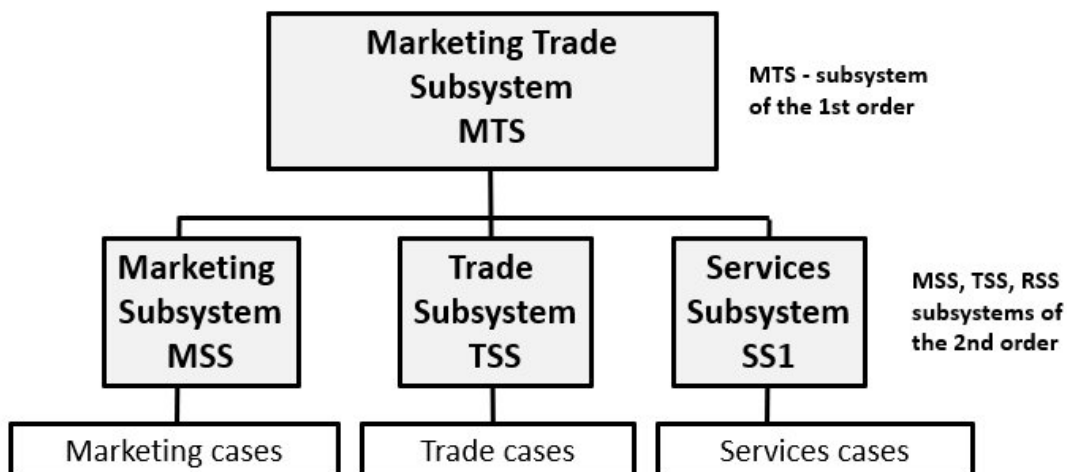 Marketing Trade
Subsystem
MTS
MTS - subsystem
of the 1st order
Marketing
Subsystem
MSS
Trade
Subsystem
TSS
Services
Subsystem
SS1
MSS, TSS, RSS
subsystems of
the 2nd order
Marketing cases
Trade cases
Services cases